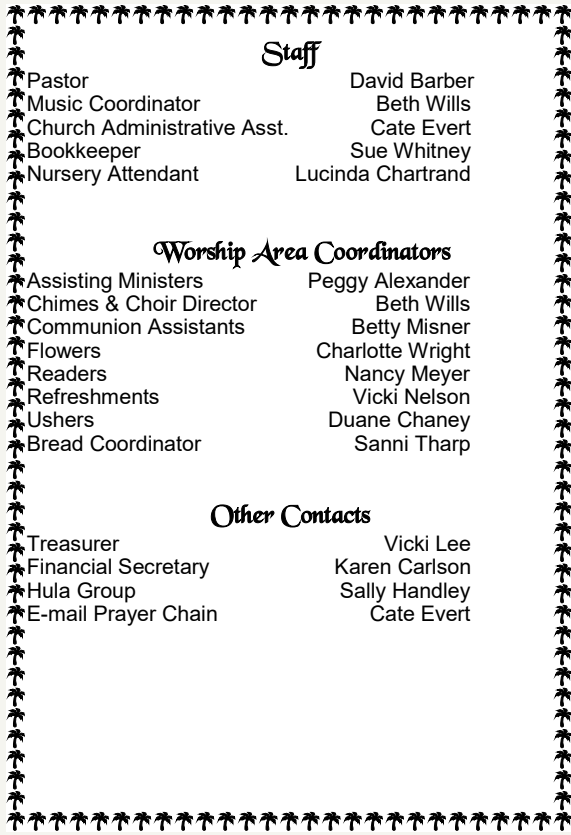 Staff
Pastor David Barber
Music Coordinator Beth Wills
Church Administrative Asst. Cate Evert
Bookkeeper Sue Whitney
Nursery Attendant Lucinda Chartrand
Worship Area Coordinators
Assisting Ministers Peggy Alexander
Chimes & Choir Director Beth Wills
Communion Assistants Betty Misner
Flowers Charlotte Wright
Readers Nancy Meyer
Refreshments Vicki Nelson
Ushers Duane Chaney
Bread Coordinator Sanni Tharp
Other Contacts
Treasurer Vicki Lee
Financial Secretary Karen Carlson
Hula Group Sally Handley
E-mail Prayer Chain Cate Evert